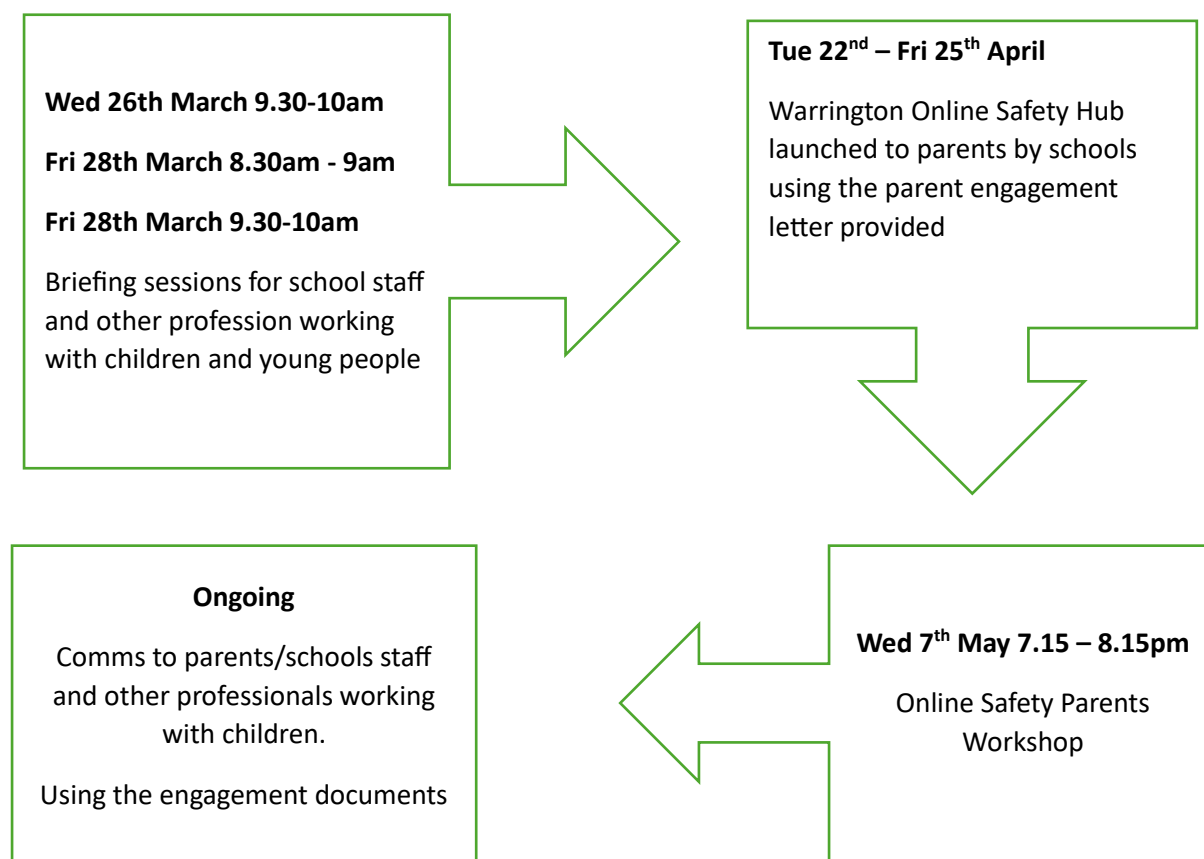 Wed 26th March 9.30-10am
Fri 28th March 8.30am - 9am
Fri 28th March 9.30-10am
Briefing sessions for school staff
and other profession working
with children and young people
Tue 22nd – Fri 25th April
Warrington Online Safety Hub
launched to parents by schools
using the parent engagement
letter provided
Wed 7th May 7.15 – 8.15pm
Online Safety Parents
Workshop
Ongoing
Comms to parents/schools staff
and other professionals working
with children.
Using the engagement documents